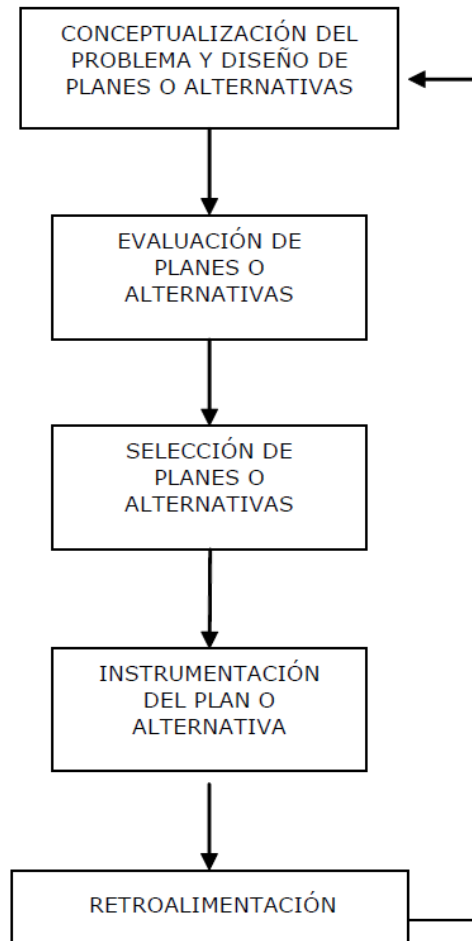 CONCEPTUALIZACIÓN DEL
PROBLEMA Y DISEÑO DE
PLANES O ALTERNATIVAS
EVALUACIÓN DE
PLANES O
ALTERNATIVAS
SELECCIÓN DE
PLANES O
ALTERNATIVAS
INSTRUMENTACIÓN
DEL PLAN O
ALTERNATIVA
RETROALIMENTACIÓN